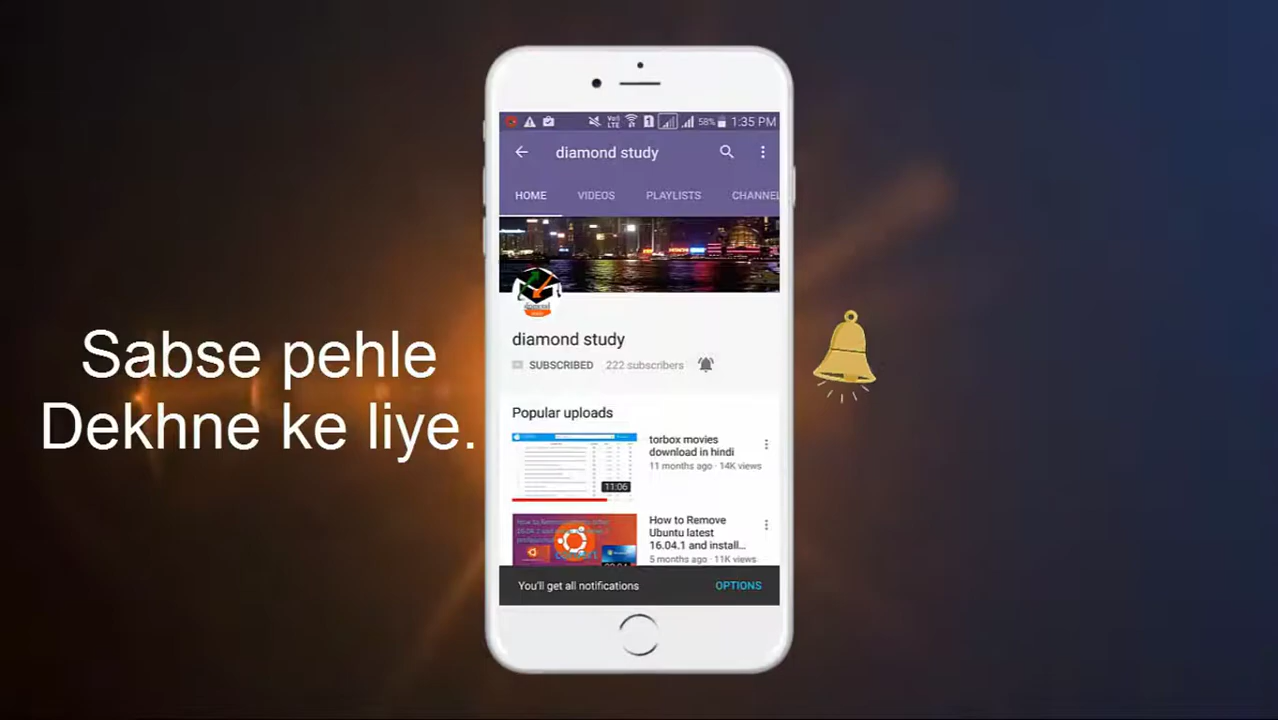 Sabse pehle
Dekhne ke liye.
VoLTE 1 58% 1:35 PM
diamond study
HOME VIDEOS PLAYLISTS CHANNEL
diamond study
SUBSCRIBED 222 subscribers
Popular uploads
torbox movies
download in hindi
11 months ago · 14K views
11:06
How to Remove
Ubuntu latest
16.04.1 and install...
5 months ago · 11K views
You'll get all notifications OPTIONS